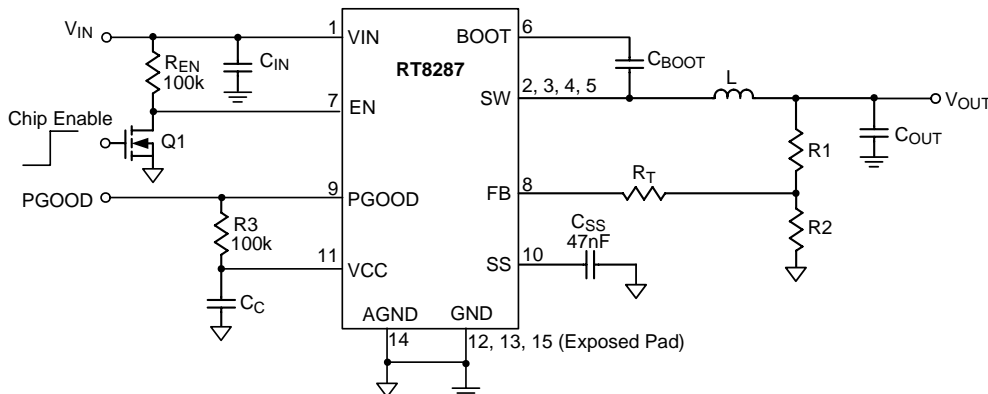 VIN
REN
100k
CIN
Chip Enable
Q1
PGOOD
R3
100k
CC
1
VIN
7
EN
9
PGOOD
11
VCC
RT8287
BOOT
6
SW
2, 3, 4, 5
FB
8
SS
10
AGND
14
GND
12, 13, 15 (Exposed Pad)
CBOOT
L
VOUT
COUT
R1
RT
R2
CSS
47nF